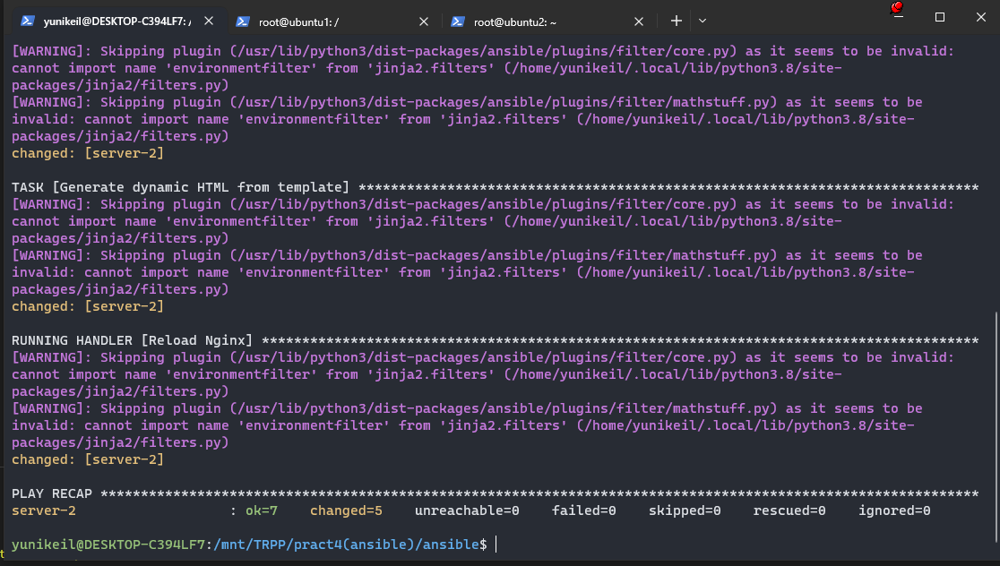 yunikeil@DESKTOP-C394LF7: /
root@ubuntu1: /
root@ubuntu2: ~
[WARNING]: Skipping plugin (/usr/lib/python3/dist-packages/ansible/plugins/filter/core.py) as it seems to be invalid:
cannot import name 'environmentfilter' from 'jinja2.filters' (/home/yunikeil/.local/lib/python3.8/site-
packages/jinja2/filters.py)
[WARNING]: Skipping plugin (/usr/lib/python3/dist-packages/ansible/plugins/filter/mathstuff.py) as it seems to be
invalid: cannot import name 'environmentfilter' from 'jinja2.filters' (/home/yunikeil/.local/lib/python3.8/site-
packages/jinja2/filters.py)
changed: [server-2]
TASK [Generate dynamic HTML from template] *****************************************************************************
[WARNING]: Skipping plugin (/usr/lib/python3/dist-packages/ansible/plugins/filter/core.py) as it seems to be invalid:
cannot import name 'environmentfilter' from 'jinja2.filters' (/home/yunikeil/.local/lib/python3.8/site-
packages/jinja2/filters.py)
[WARNING]: Skipping plugin (/usr/lib/python3/dist-packages/ansible/plugins/filter/mathstuff.py) as it seems to be
invalid: cannot import name 'environmentfilter' from 'jinja2.filters' (/home/yunikeil/.local/lib/python3.8/site-
packages/jinja2/filters.py)
changed: [server-2]
RUNNING HANDLER [Reload Nginx] *****************************************************************************************
[WARNING]: Skipping plugin (/usr/lib/python3/dist-packages/ansible/plugins/filter/core.py) as it seems to be invalid:
cannot import name 'environmentfilter' from 'jinja2.filters' (/home/yunikeil/.local/lib/python3.8/site-
packages/jinja2/filters.py)
[WARNING]: Skipping plugin (/usr/lib/python3/dist-packages/ansible/plugins/filter/mathstuff.py) as it seems to be
invalid: cannot import name 'environmentfilter' from 'jinja2.filters' (/home/yunikeil/.local/lib/python3.8/site-
packages/jinja2/filters.py)
changed: [server-2]
PLAY RECAP *************************************************************************************************************
server-2                   : ok=7    changed=5    unreachable=0    failed=0    skipped=0    rescued=0    ignored=0
yunikeil@DESKTOP-C394LF7:/mnt/TRPP/pract4(ansible)/ansible$